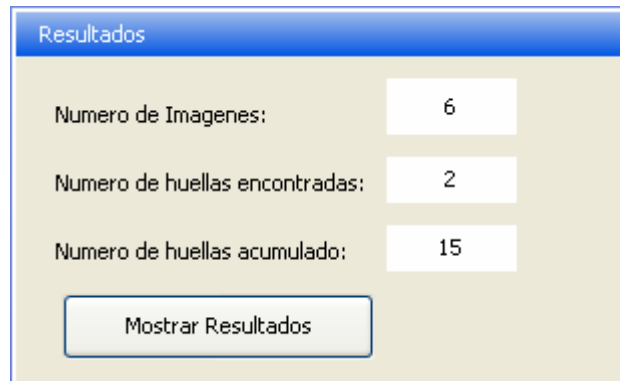 Resultados
Numero de Imagenes: 6
Numero de huellas encontradas: 2
Numero de huellas acumulado: 15
Mostrar Resultados